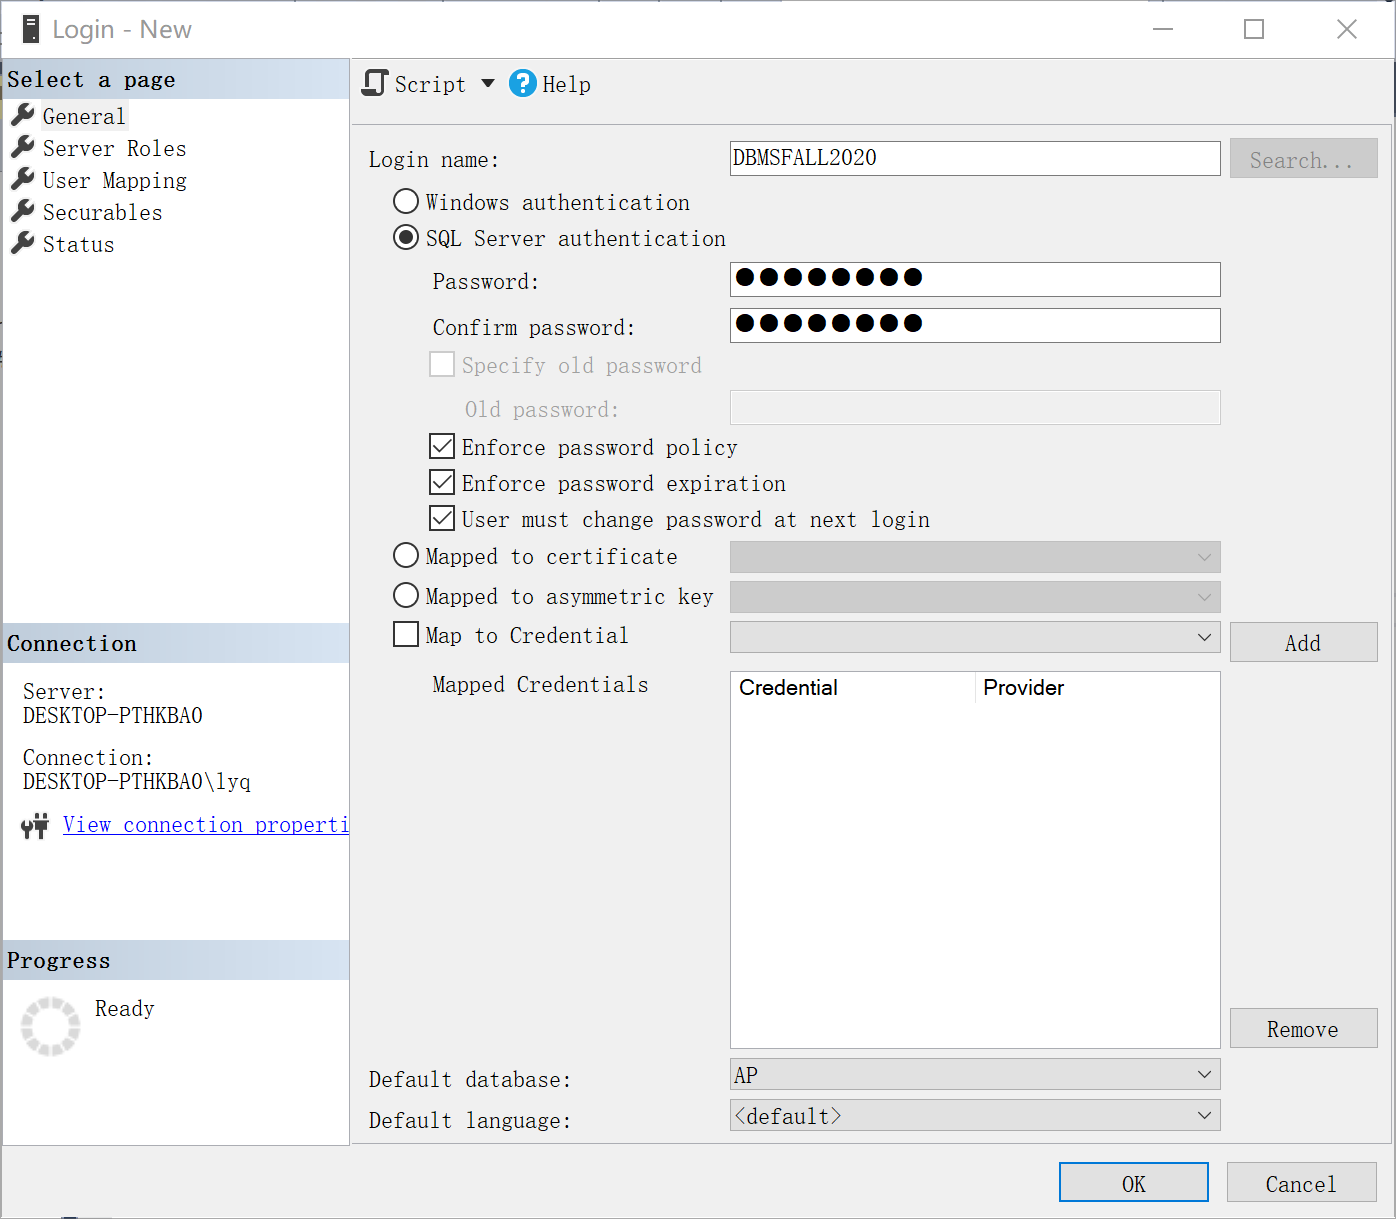 Login - New
Select a page
General
Server Roles
User Mapping
Securables
Status
Connection
Server:
DESKTOP-PTHKBA0
Connection:
DESKTOP-PTHKBA0\lyq
View connection properti
Progress
Ready
Script
Help
Login name:
DBMSFALL2020
Search...
Windows authentication
SQL Server authentication
Password:
●●●●●●●●
Confirm password:
●●●●●●●●
Specify old password
Old password:
Enforce password policy
Enforce password expiration
User must change password at next login
Mapped to certificate
Mapped to asymmetric key
Map to Credential
Add
Mapped Credentials
Credential
Provider
Remove
Default database:
AP
Default language:
<default>
OK
Cancel